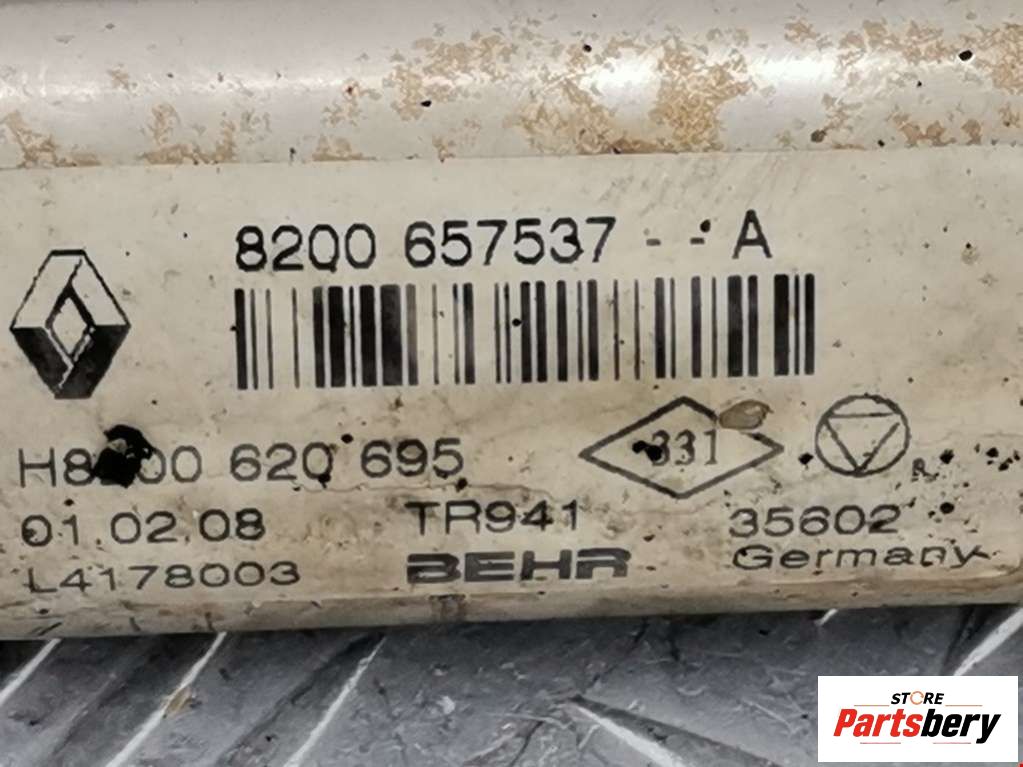 8200 657537 - - A
331
H8200 620 695
R
01.02.08 TR941 35602
L4178003 BEHR Germany
STORE
Partsbery